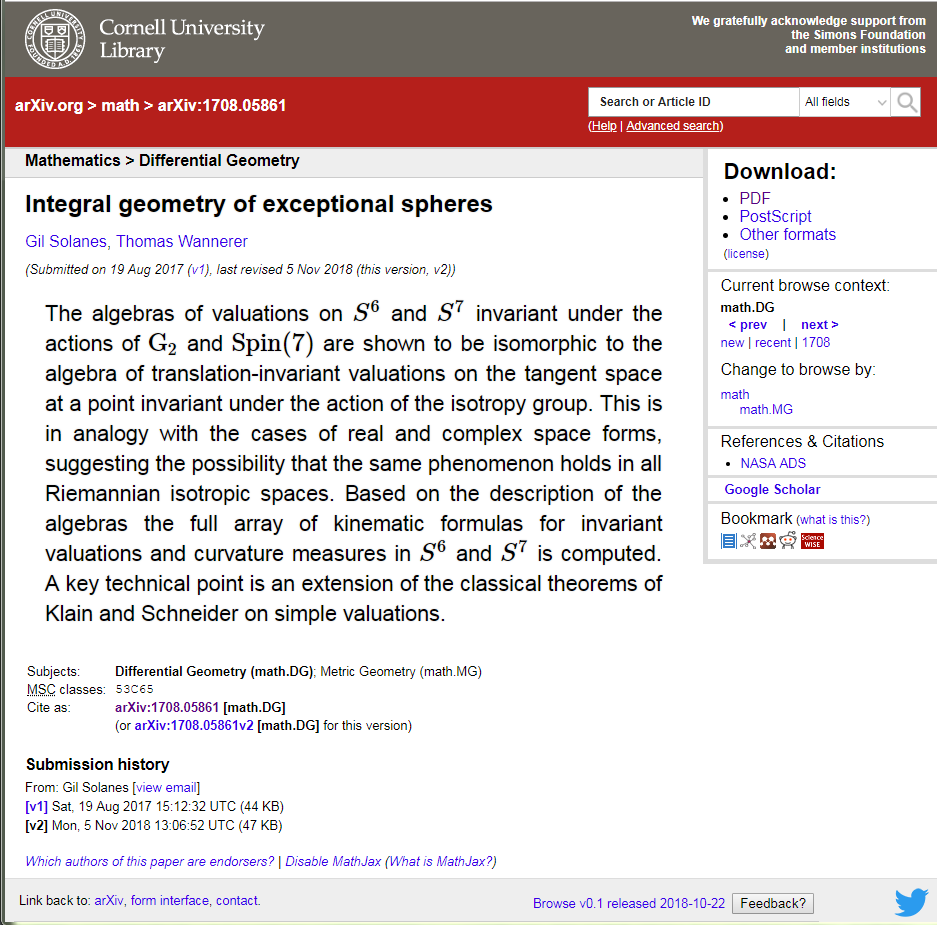 Cornell University
Library
We gratefully acknowledge support from
the Simons Foundation
and member institutions
arXiv.org > math > arXiv:1708.05861
Search or Article ID
All fields
(Help | Advanced search)
Mathematics > Differential Geometry
Integral geometry of exceptional spheres
Gil Solanes, Thomas Wannerer
(Submitted on 19 Aug 2017 (v1), last revised 5 Nov 2018 (this version, v2))
The algebras of valuations on S⁶ and S⁷ invariant under the
actions of G₂ and Spin(7) are shown to be isomorphic to the
algebra of translation-invariant valuations on the tangent space
at a point invariant under the action of the isotropy group. This is
in analogy with the cases of real and complex space forms,
suggesting the possibility that the same phenomenon holds in all
Riemannian isotropic spaces. Based on the description of the
algebras the full array of kinematic formulas for invariant
valuations and curvature measures in S⁶ and S⁷ is computed.
A key technical point is an extension of the classical theorems of
Klain and Schneider on simple valuations.
Subjects: Differential Geometry (math.DG); Metric Geometry (math.MG)
MSC classes: 53C65
Cite as: arXiv:1708.05861 [math.DG]
(or arXiv:1708.05861v2 [math.DG] for this version)
Submission history
From: Gil Solanes [view email]
[v1] Sat, 19 Aug 2017 15:12:32 UTC (44 KB)
[v2] Mon, 5 Nov 2018 13:06:52 UTC (47 KB)
Which authors of this paper are endorsers? | Disable MathJax (What is MathJax?)
Download:
PDF
PostScript
Other formats
(license)
Current browse context:
math.DG
< prev | next >
new | recent | 1708
Change to browse by:
math
math.MG
References & Citations
NASA ADS
Google Scholar
Bookmark (what is this?)
Science
WISE
Link back to: arXiv, form interface, contact.
Browse v0.1 released 2018-10-22
Feedback?